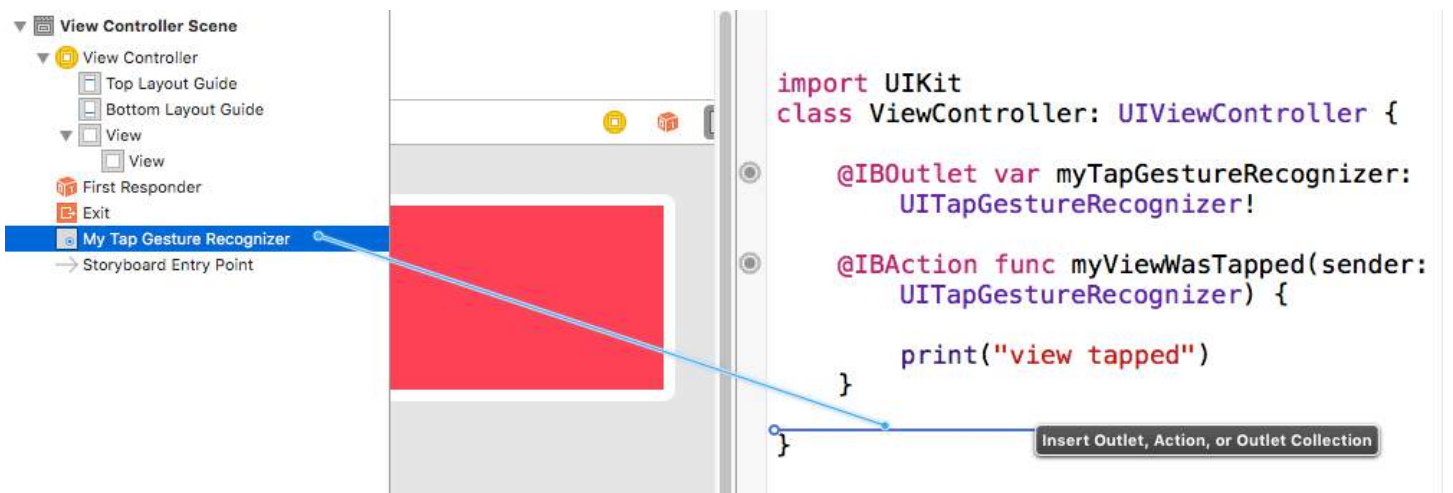 View Controller Scene
View Controller
Top Layout Guide
Bottom Layout Guide
View
View
First Responder
Exit
My Tap Gesture Recognizer
Storyboard Entry Point
import UIKit
class ViewController: UIViewController {
@IBOutlet var myTapGestureRecognizer:
UITapGestureRecognizer!
@IBAction func myViewWasTapped(sender:
UITapGestureRecognizer) {
print("view tapped")
}
}
Insert Outlet, Action, or Outlet Collection